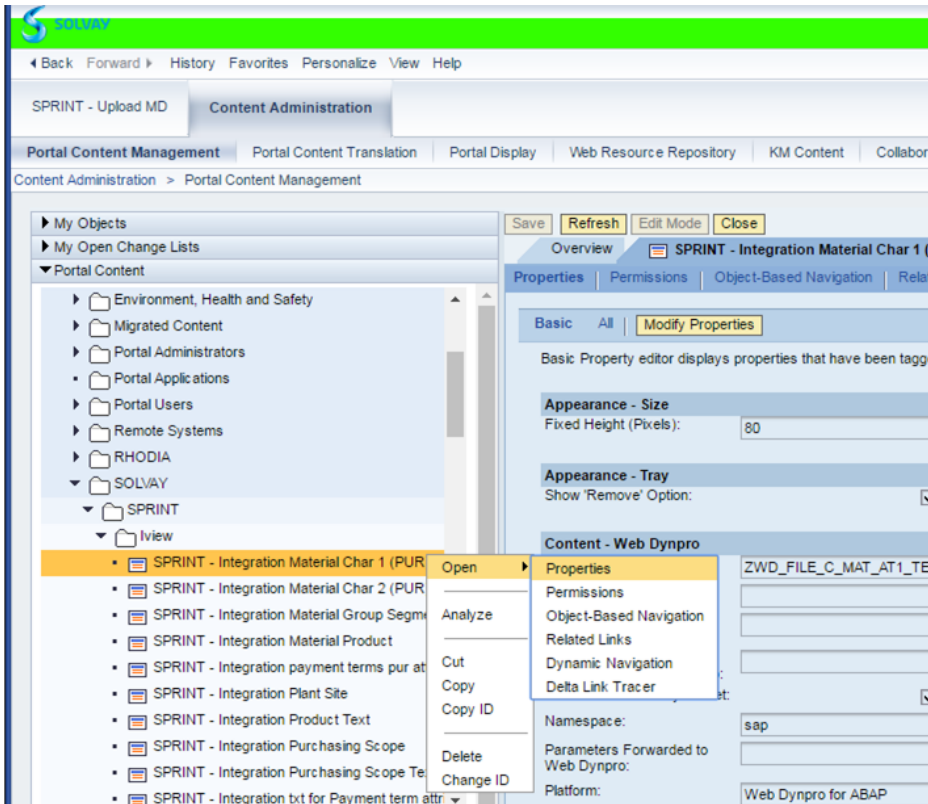 SOLVAY
Back Forward History Favorites Personalize View Help
SPRINT - Upload MD Content Administration
Portal Content Management Portal Content Translation Portal Display Web Resource Repository KM Content Collabor
Content Administration > Portal Content Management
My Objects
My Open Change Lists
Portal Content
Environment, Health and Safety
Migrated Content
Portal Administrators
Portal Applications
Portal Users
Remote Systems
RHODIA
SOLVAY
SPRINT
Iview
SPRINT - Integration Material Char 1 (PUR
SPRINT - Integration Material Char 2 (PUR
SPRINT - Integration Material Group Segme
SPRINT - Integration Material Product
SPRINT - Integration payment terms pur at
SPRINT - Integration Plant Site
SPRINT - Integration Product Text
SPRINT - Integration Purchasing Scope
SPRINT - Integration Purchasing Scope Te
SPRINT - Integration txt for Payment term attri
Open
Analyze
Cut
Copy
Copy ID
Delete
Change ID
Properties
Permissions
Object-Based Navigation
Related Links
Dynamic Navigation
Delta Link Tracer
Save Refresh Edit Mode Close
Overview SPRINT - Integration Material Char 1 (
Properties Permissions Object-Based Navigation Rela
Basic All Modify Properties
Basic Property editor displays properties that have been tagg
Appearance - Size
Fixed Height (Pixels): 80
Appearance - Tray
Show 'Remove' Option:
Content - Web Dynpro
ZWD_FILE_C_MAT_AT1_TE
Namespace: sap
Parameters Forwarded to
Web Dynpro:
Platform: Web Dynpro for ABAP